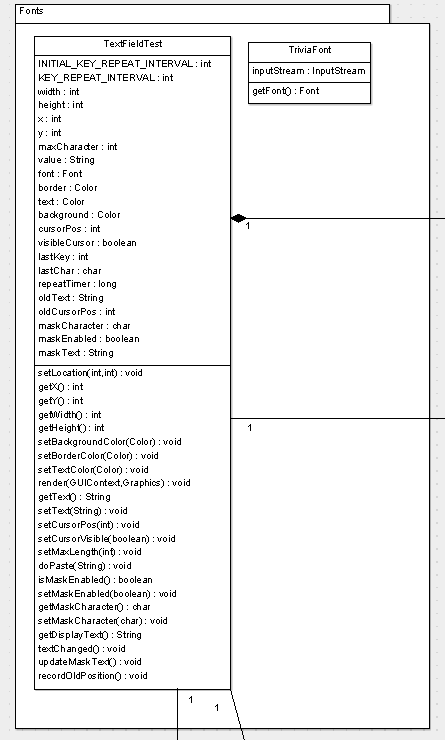 Fonts
TextFieldTest
INITIAL_KEY_REPEAT_INTERVAL : int
KEY_REPEAT_INTERVAL : int
width : int
height : int
x : int
y : int
maxCharacter : int
value : String
font : Font
border : Color
text : Color
background : Color
cursorPos : int
visibleCursor : boolean
lastKey : int
lastChar : char
repeatTimer : long
oldText : String
oldCursorPos : int
maskCharacter : char
maskEnabled : boolean
maskText : String
setLocation(int,int) : void
getX() : int
getY() : int
getWidth() : int
getHeight() : int
setBackgroundColor(Color) : void
setBorderColor(Color) : void
setTextColor(Color) : void
render(GUIContext,Graphics) : void
getText() : String
setText(String) : void
setCursorPos(int) : void
setCursorVisible(boolean) : void
setMaxLength(int) : void
doPaste(String) : void
isMaskEnabled() : boolean
setMaskEnabled(boolean) : void
getMaskCharacter() : char
setMaskCharacter(char) : void
getDisplayText() : String
textChanged() : void
updateMaskText() : void
recordOldPosition() : void
TriviaFont
inputStream : InputStream
getFont() : Font
1
1
1
1